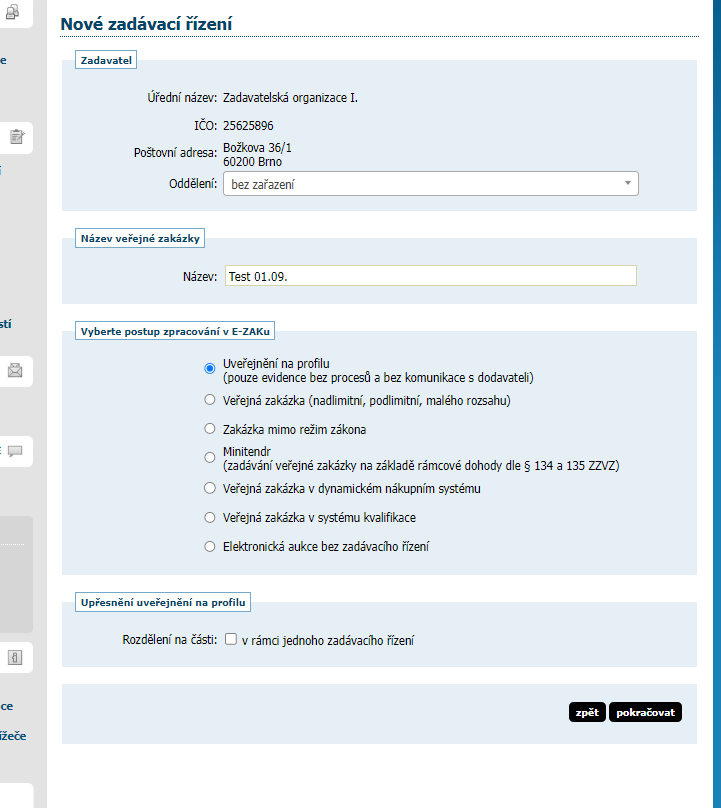 Nové zadávací řízení
Zadavatel
Úřední název: Zadavatelská organizace I.
IČO: 25625896
Poštovní adresa: Božkova 36/1
60200 Brno
Oddělení: bez zařazení
Název veřejné zakázky
Název: Test 01.09.
Vyberte postup zpracování v E-ZAKu
Uveřejnění na profilu
(pouze evidence bez procesů a bez komunikace s dodavateli)
Veřejná zakázka (nadlimitní, podlimitní, malého rozsahu)
Zakázka mimo režim zákona
Minitendr
(zadávání veřejné zakázky na základě rámcové dohody dle § 134 a 135 ZZVZ)
Veřejná zakázka v dynamickém nákupním systému
Veřejná zakázka v systému kvalifikace
Elektronická aukce bez zadávacího řízení
Upřesnění uveřejnění na profilu
Rozdělení na části: v rámci jednoho zadávacího řízení
zpět pokračovat